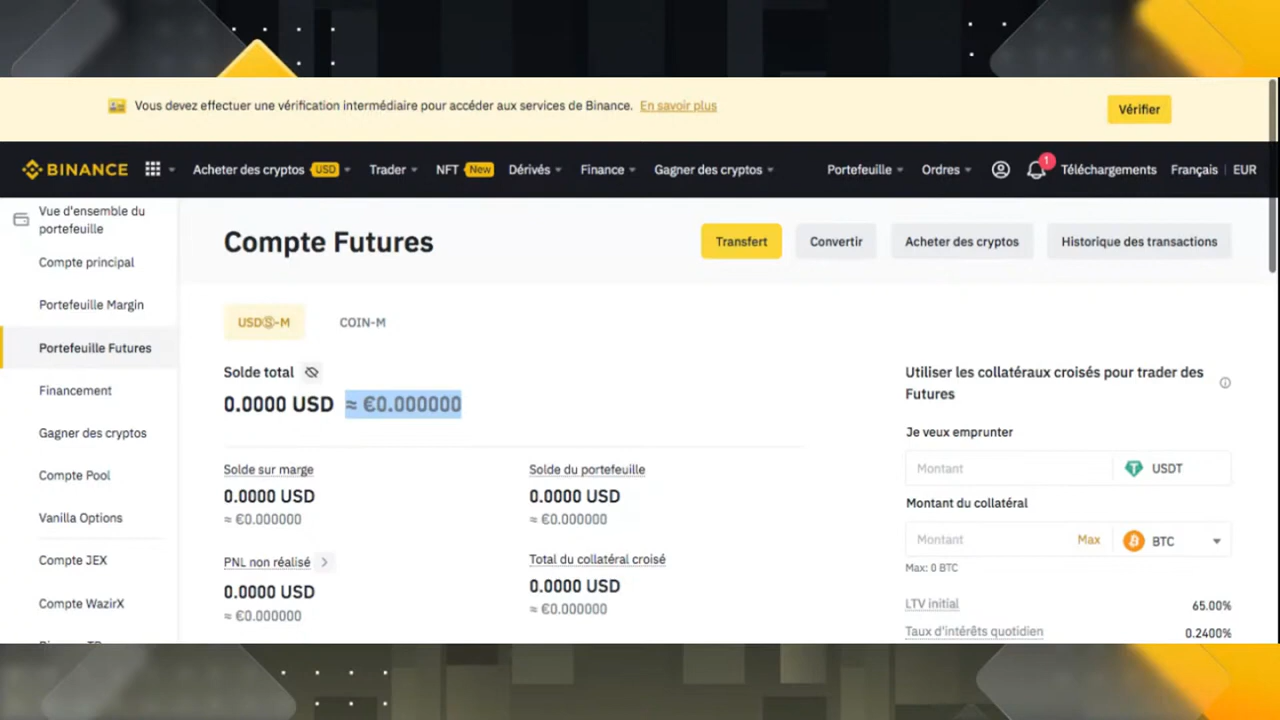 Vous devez effectuer une vérification intermédiaire pour accéder aux services de Binance. En savoir plus
Vérifier
BINANCE
Acheter des cryptos USD
Trader
NFT New
Dérivés
Finance
Gagner des cryptos
Portefeuille
Ordres
1
Téléchargements
Français
EUR
Vue d'ensemble du
portefeuille
Compte principal
Portefeuille Margin
Portefeuille Futures
Financement
Gagner des cryptos
Compte Pool
Vanilla Options
Compte JEX
Compte WazirX
Compte Futures
Transfert
Convertir
Acheter des cryptos
Historique des transactions
USDⓈ-M
COIN-M
Solde total
0.0000 USD ≈ €0.000000
Solde sur marge
0.0000 USD
≈ €0.000000
Solde du portefeuille
0.0000 USD
≈ €0.000000
PNL non réalisé
0.0000 USD
≈ €0.000000
Total du collatéral croisé
0.0000 USD
≈ €0.000000
Utiliser les collatéraux croisés pour trader des
Futures
Je veux emprunter
Montant
USDT
Montant du collatéral
Montant
Max
BTC
Max: 0 BTC
LTV initial
65.00%
Taux d'intérêts quotidien
0.2400%